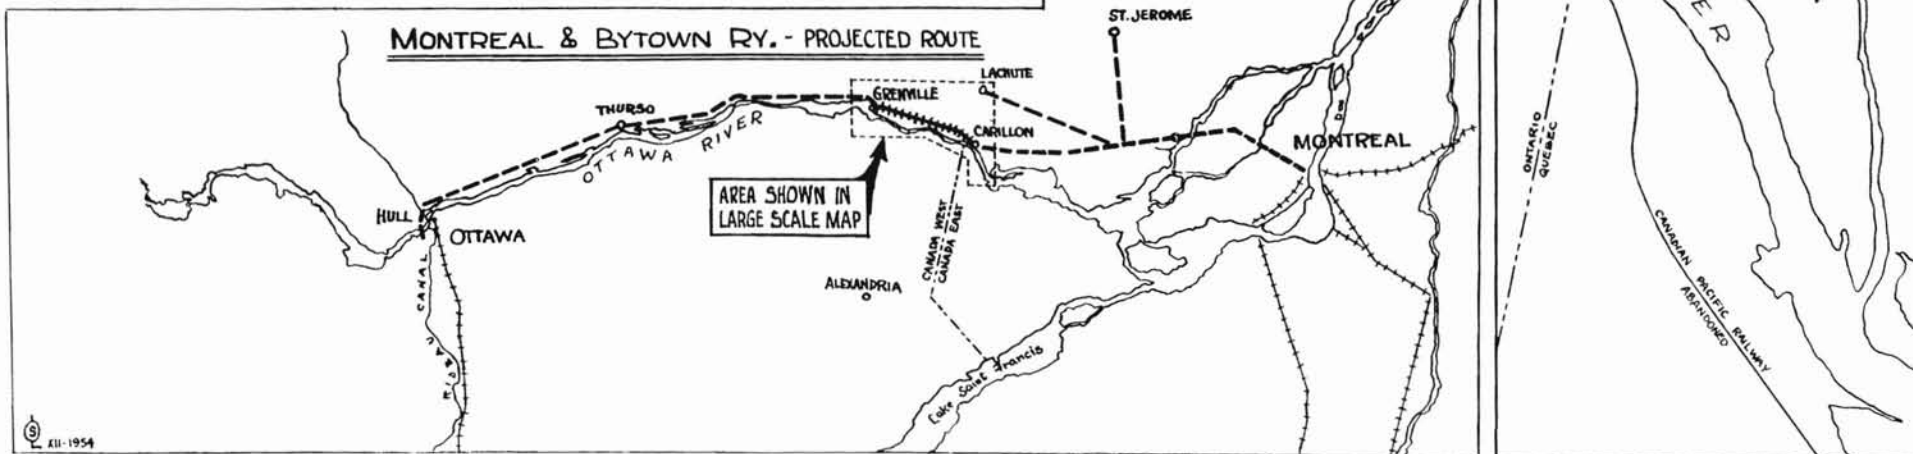 MONTREAL & BYTOWN RY. - PROJECTED ROUTE
ST. JEROME
LACHUTE
GRENVILLE
THURSO
CARILLON
MONTREAL
OTTAWA RIVER
AREA SHOWN IN
LARGE SCALE MAP
HULL
OTTAWA
CANADA WEST
CANADA EAST
ALEXANDRIA
RIDEAU CANAL
Lake Saint Francis
S
XII-1954
ER
ONTARIO
QUEBEC
CANADIAN PACIFIC RAILWAY
ABANDONED